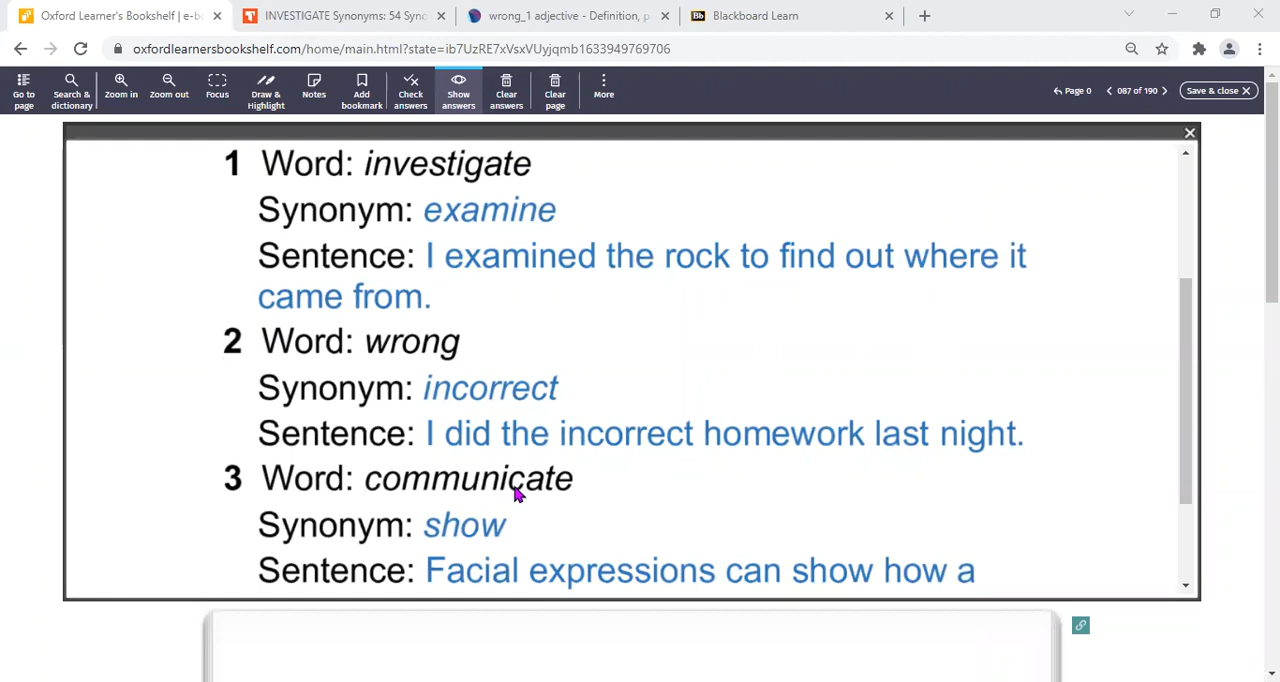 Oxford Learner's Bookshelf | e-bo
INVESTIGATE Synonyms: 54 Sync
wrong_1 adjective - Definition, p
Bb Blackboard Learn
oxfordlearnersbookshelf.com/home/main.html?state=ib7UzRE7xVsxVUyjqmb1633949769706
Go to page
Search & dictionary
Zoom in
Zoom out
Focus
Draw & Highlight
Notes
Add bookmark
Check answers
Show answers
Clear answers
Clear page
More
Page 0
087 of 190
Save & close
1 Word: investigate
Synonym: examine
Sentence: I examined the rock to find out where it
came from.
2 Word: wrong
Synonym: incorrect
Sentence: I did the incorrect homework last night.
3 Word: communicate
Synonym: show
Sentence: Facial expressions can show how a